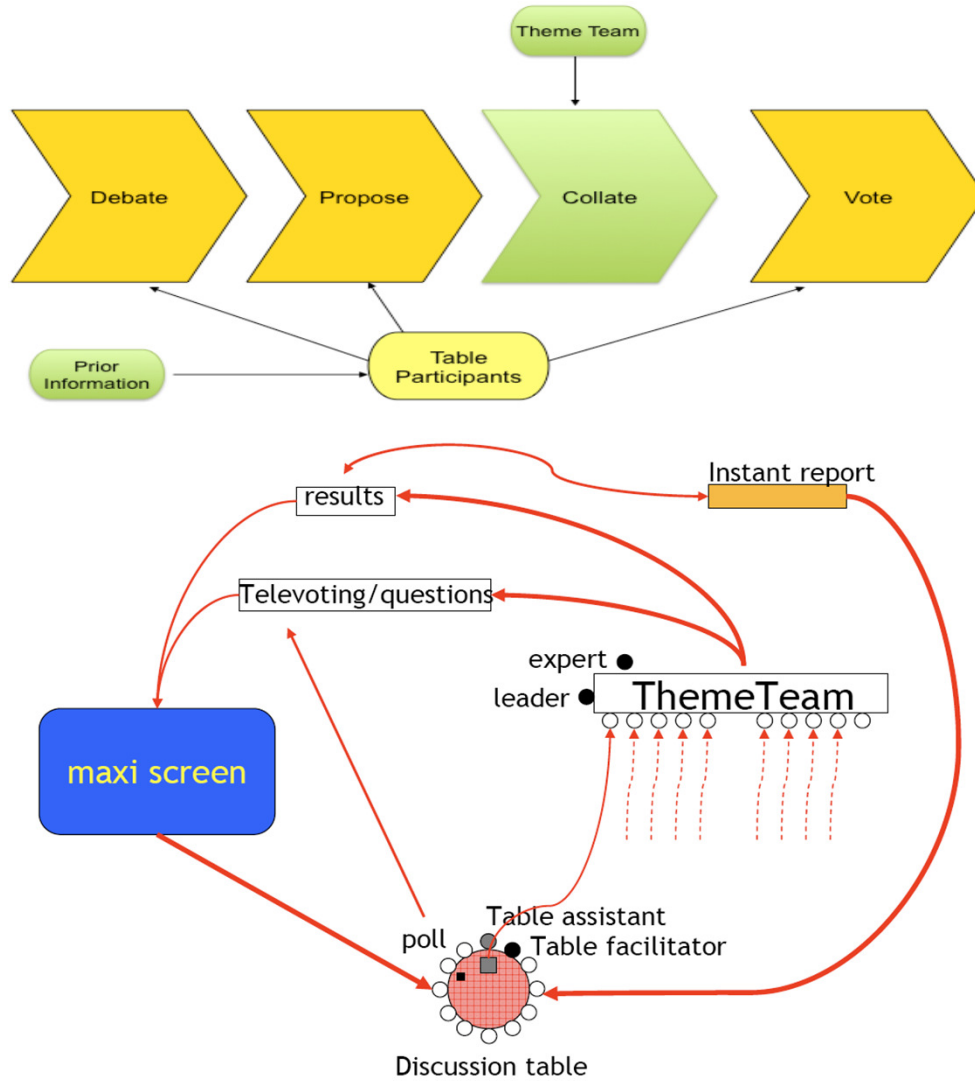 Theme Team
Debate
Propose
Collate
Vote
Prior
Information
Table
Participants
Instant report
results
Televoting/questions
expert
leader
ThemeTeam
maxi screen
Table assistant
poll
Table facilitator
Discussion table